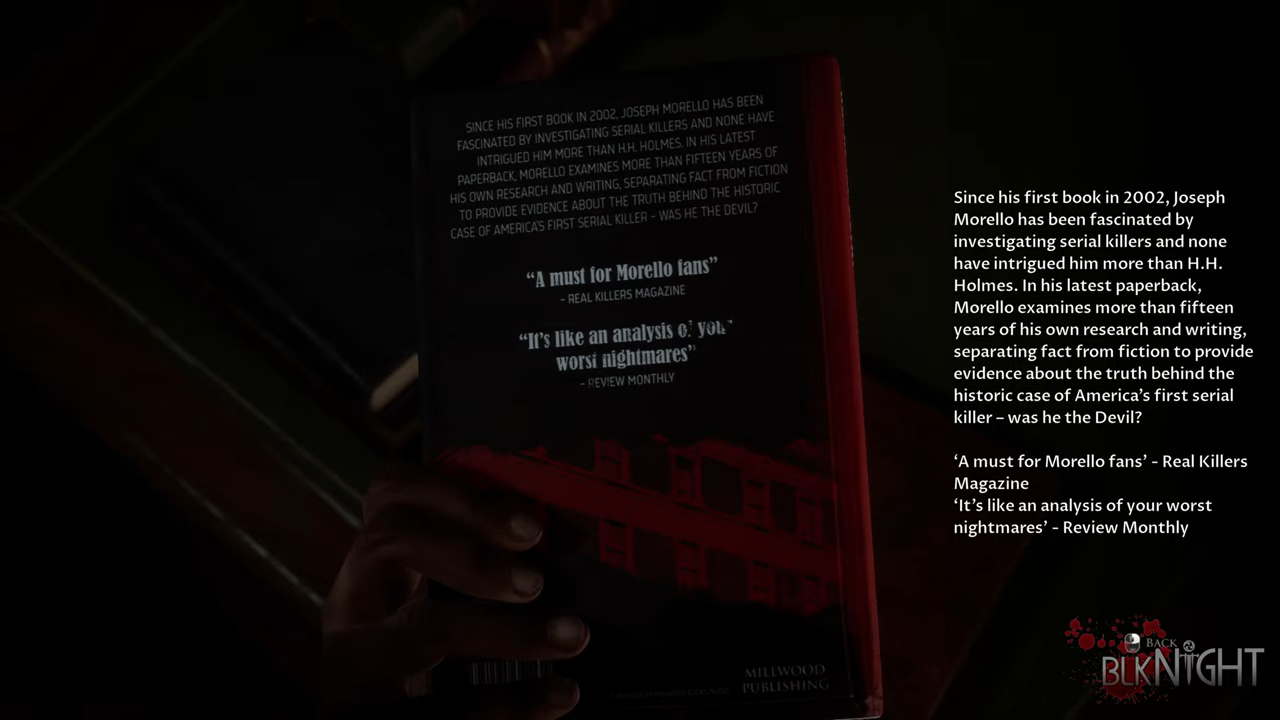 SINCE HIS FIRST BOOK IN 2002, JOSEPH MORELLO HAS BEEN
FASCINATED BY INVESTIGATING SERIAL KILLERS AND NONE HAVE
INTRIGUED HIM MORE THAN H.H. HOLMES. IN HIS LATEST
PAPERBACK, MORELLO EXAMINES MORE THAN FIFTEEN YEARS OF
HIS OWN RESEARCH AND WRITING, SEPARATING FACT FROM FICTION
TO PROVIDE EVIDENCE ABOUT THE TRUTH BEHIND THE HISTORIC
CASE OF AMERICA'S FIRST SERIAL KILLER – WAS HE THE DEVIL?
“A must for Morello fans”
– REAL KILLERS MAGAZINE
“It's like an analysis of your
worst nightmares”
– REVIEW MONTHLY
MILLWOOD
PUBLISHING
Since his first book in 2002, Joseph
Morello has been fascinated by
investigating serial killers and none
have intrigued him more than H.H.
Holmes. In his latest paperback,
Morello examines more than fifteen
years of his own research and writing,
separating fact from fiction to provide
evidence about the truth behind the
historic case of America's first serial
killer – was he the Devil?
‘A must for Morello fans’ - Real Killers
Magazine
‘It's like an analysis of your worst
nightmares’ - Review Monthly
BACK
BLKNIGHT